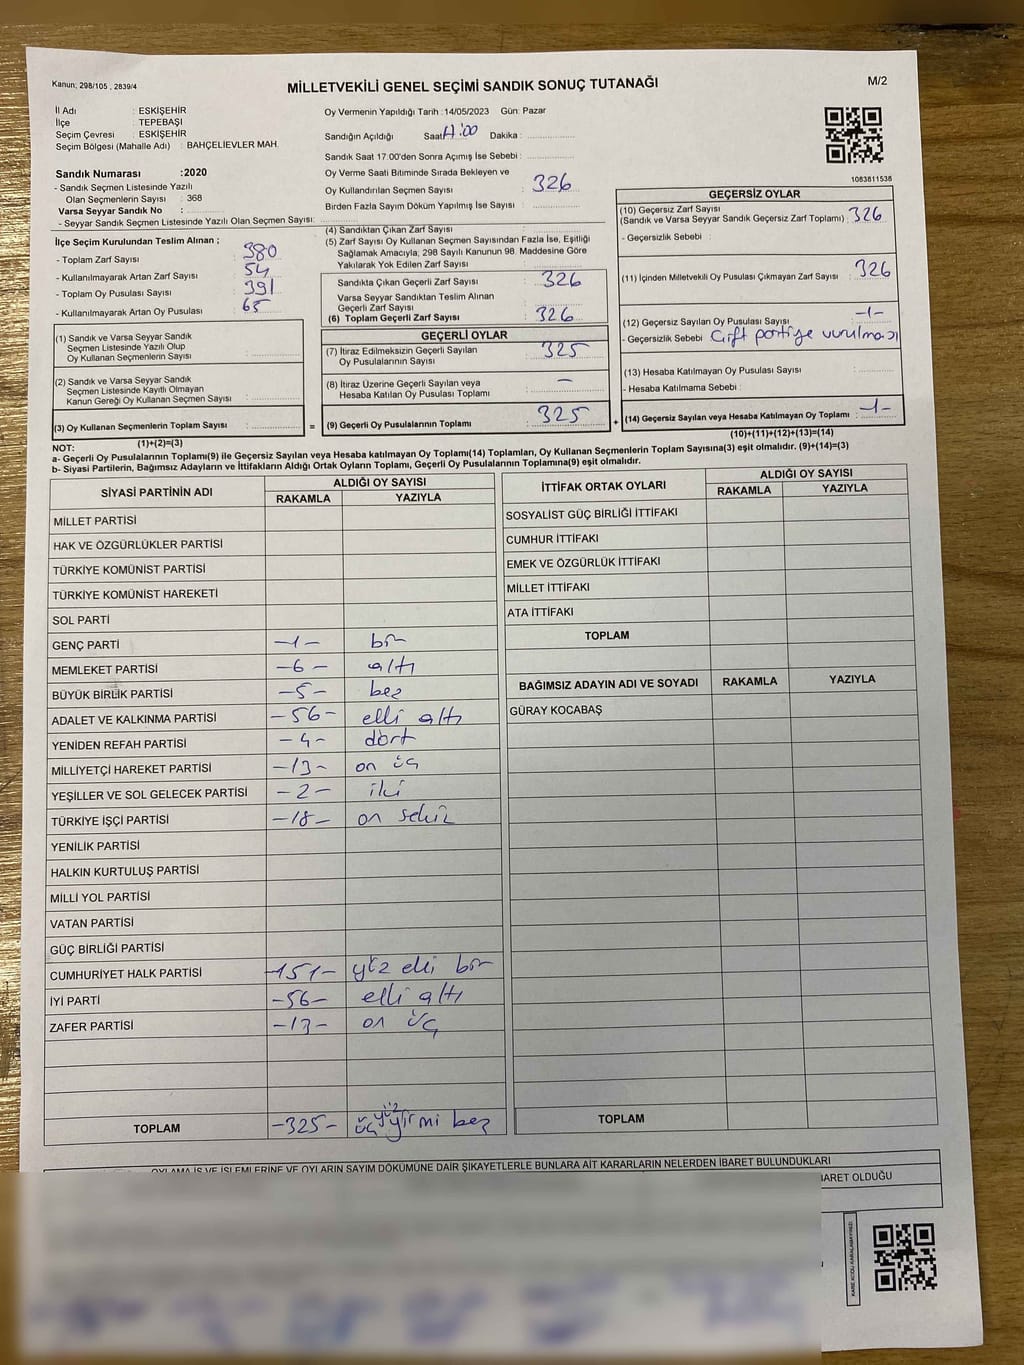 Kanun; 298/105 , 2839/4
MİLLETVEKİLİ GENEL SEÇİMİ SANDIK SONUÇ TUTANAĞI
M/2
İl Adı : ESKİŞEHİR
İlçe : TEPEBAŞI
Seçim Çevresi : ESKİŞEHİR
Seçim Bölgesi (Mahalle Adı) : BAHÇELİEVLER MAH.
Sandık Numarası :2020
- Sandık Seçmen Listesinde Yazılı
Olan Seçmenlerin Sayısı : 368
Varsa Seyyar Sandık No :
- Seyyar Sandık Seçmen Listesinde Yazılı Olan Seçmen Sayısı:
Oy Vermenin Yapıldığı Tarih :14/05/2023 Gün: Pazar
Sandığın Açıldığı Saat :00 Dakika :
Sandık Saat 17:00'den Sonra Açımış İse Sebebi :
Oy Verme Saati Bitiminde Sırada Bekleyen ve
Oy Kullandırılan Seçmen Sayısı : 326
Birden Fazla Sayım Döküm Yapılmış İse Sayısı :
1083811538
İlçe Seçim Kurulundan Teslim Alınan ;
- Toplam Zarf Sayısı : 380
- Kullanılmayarak Artan Zarf Sayısı : 54
- Toplam Oy Pusulası Sayısı : 391
- Kullanılmayarak Artan Oy Pusulası : 65
(1) Sandık ve Varsa Seyyar Sandık
Seçmen Listesinde Yazılı Olup
Oy Kullanan Seçmenlerin Sayısı :
(2) Sandık ve Varsa Seyyar Sandık
Seçmen Listesinde Kayıtlı Olmayan
Kanun Gereği Oy Kullanan Seçmen Sayısı :
(3) Oy Kullanan Seçmenlerin Toplam Sayısı :
(1)+(2)=(3)
(4) Sandıktan Çıkan Zarf Sayısı :
(5) Zarf Sayısı Oy Kullanan Seçmen Sayısından Fazla İse, Eşitliği
Sağlamak Amacıyla, 298 Sayılı Kanunun 98. Maddesine Göre
Yakılarak Yok Edilen Zarf Sayısı :
Sandıkta Çıkan Geçerli Zarf Sayısı : 326
Varsa Seyyar Sandıktan Teslim Alınan
Geçerli Zarf Sayısı :
(6) Toplam Geçerli Zarf Sayısı : 326
GEÇERLİ OYLAR
(7) İtiraz Edilmeksizin Geçerli Sayılan
Oy Pusulalarının Sayısı : 325
(8) İtiraz Üzerine Geçerli Sayılan veya
Hesaba Katılan Oy Pusulası Toplamı : –
= (9) Geçerli Oy Pusulalarının Toplamı : 325
GEÇERSİZ OYLAR
(10) Geçersiz Zarf Sayısı
(Sandık ve Varsa Seyyar Sandık Geçersiz Zarf Toplamı) : 326
- Geçersizlik Sebebi :
(11) İçinden Milletvekili Oy Pusulası Çıkmayan Zarf Sayısı : 326
(12) Geçersiz Sayılan Oy Pusulası Sayısı : -1-
- Geçersizlik Sebebi : Çift partiye vurulması
(13) Hesaba Katılmayan Oy Pusulası Sayısı :
- Hesaba Katılmama Sebebi :
+ (14) Geçersiz Sayılan veya Hesaba Katılmayan Oy Toplamı : -1-
(10)+(11)+(12)+(13)=(14)
NOT:
a- Geçerli Oy Pusulalarının Toplamı(9) ile Geçersiz Sayılan veya Hesaba katılmayan Oy Toplamı(14) Toplamları, Oy Kullanan Seçmenlerin Toplam Sayısına(3) eşit olmalıdır. (9)+(14)=(3)
b- Siyasi Partilerin, Bağımsız Adayların ve İttifakların Aldığı Ortak Oyların Toplamı, Geçerli Oy Pusulalarının Toplamına(9) eşit olmalıdır.
SİYASİ PARTİNİN ADI ALDIĞI OY SAYISI
RAKAMLA YAZIYLA
MİLLET PARTİSİ
HAK VE ÖZGÜRLÜKLER PARTİSİ
TÜRKİYE KOMÜNİST PARTİSİ
TÜRKİYE KOMÜNİST HAREKETİ
SOL PARTİ
GENÇ PARTİ -1- bir
MEMLEKET PARTİSİ -6- altı
BÜYÜK BİRLİK PARTİSİ -5- beş
ADALET VE KALKINMA PARTİSİ -56- elli altı
YENİDEN REFAH PARTİSİ -4- dört
MİLLİYETÇİ HAREKET PARTİSİ -13- on üç
YEŞİLLER VE SOL GELECEK PARTİSİ -2- iki
TÜRKİYE İŞÇİ PARTİSİ -18- on sekiz
YENİLİK PARTİSİ
HALKIN KURTULUŞ PARTİSİ
MİLLİ YOL PARTİSİ
VATAN PARTİSİ
GÜÇ BİRLİĞİ PARTİSİ
CUMHURİYET HALK PARTİSİ -151- yüz elli bir
İYİ PARTİ -56- elli altı
ZAFER PARTİSİ -13- on üç
TOPLAM -325- üç yüz yirmi beş
İTTİFAK ORTAK OYLARI ALDIĞI OY SAYISI
RAKAMLA YAZIYLA
SOSYALİST GÜÇ BİRLİĞİ İTTİFAKI
CUMHUR İTTİFAKI
EMEK VE ÖZGÜRLÜK İTTİFAKI
MİLLET İTTİFAKI
ATA İTTİFAKI
TOPLAM
BAĞIMSIZ ADAYIN ADI VE SOYADI RAKAMLA YAZIYLA
GÜRAY KOCABAŞ
TOPLAM
OYLAMA İŞ VE İŞLEMLERİNE VE OYLARIN SAYIM DÖKÜMÜNE DAİR ŞİKAYETLERLE BUNLARA AİT KARARLARIN NELERDEN İBARET BULUNDUKLARI
OLDUĞU